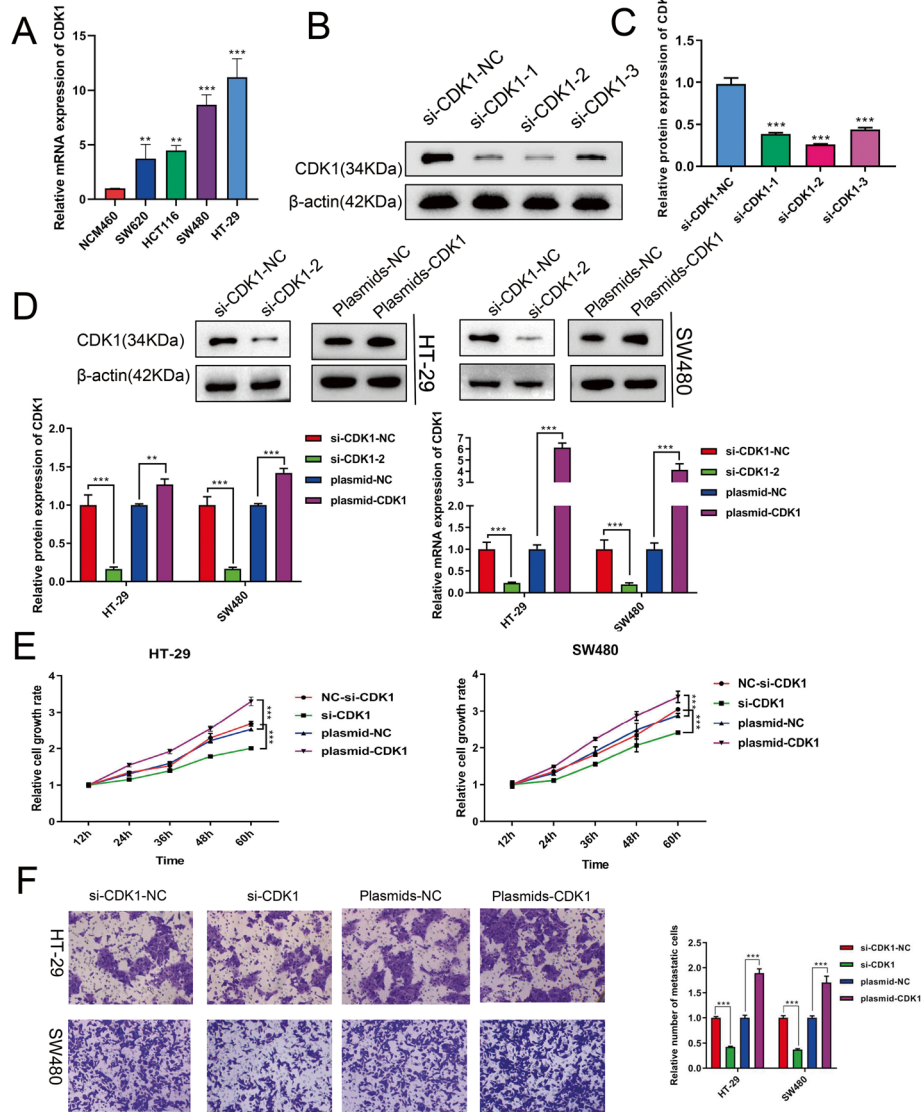 A
Relative mRNA expression of CDK1
15
10
5
0
**
**
***
***
NCM460
SW620
HCT116
SW480
HT-29
B
si-CDK1-NC
si-CDK1-1
si-CDK1-2
si-CDK1-3
CDK1(34KDa)
β-actin(42KDa)
C
Relative protein expression of CDK1
1.5
1.0
0.5
0.0
***
***
***
si-CDK1-NC
si-CDK1-1
si-CDK1-2
si-CDK1-3
D
si-CDK1-NC
si-CDK1-2
Plasmids-NC
Plasmids-CDK1
HT-29
si-CDK1-NC
si-CDK1-2
Plasmids-NC
Plasmids-CDK1
SW480
CDK1(34KDa)
β-actin(42KDa)
Relative protein expression of CDK1
2.0
1.5
1.0
0.5
0.0
***
**
***
***
HT-29
SW480
si-CDK1-NC
si-CDK1-2
plasmid-NC
plasmid-CDK1
Relative mRNA expression of CDK1
7
6
5
4
3
2.0
1.5
1.0
0.5
0.0
***
***
***
***
HT-29
SW480
si-CDK1-NC
si-CDK1-2
plasmid-NC
plasmid-CDK1
E
HT-29
Relative cell growth rate
4
3
2
1
0
12h
24h
36h
48h
60h
Time
***
***
NC-si-CDK1
si-CDK1
plasmid-NC
plasmid-CDK1
SW480
Relative cell growth rate
4
3
2
1
0
12h
24h
36h
48h
60h
Time
***
***
NC-si-CDK1
si-CDK1
plasmid-NC
plasmid-CDK1
F
si-CDK1-NC
si-CDK1
Plasmids-NC
Plasmids-CDK1
HT-29
SW480
Relative number of metastatic cells
2.5
2.0
1.5
1.0
0.5
0.0
***
***
***
***
HT-29
SW480
si-CDK1-NC
si-CDK1
plasmid-NC
plasmid-CDK1